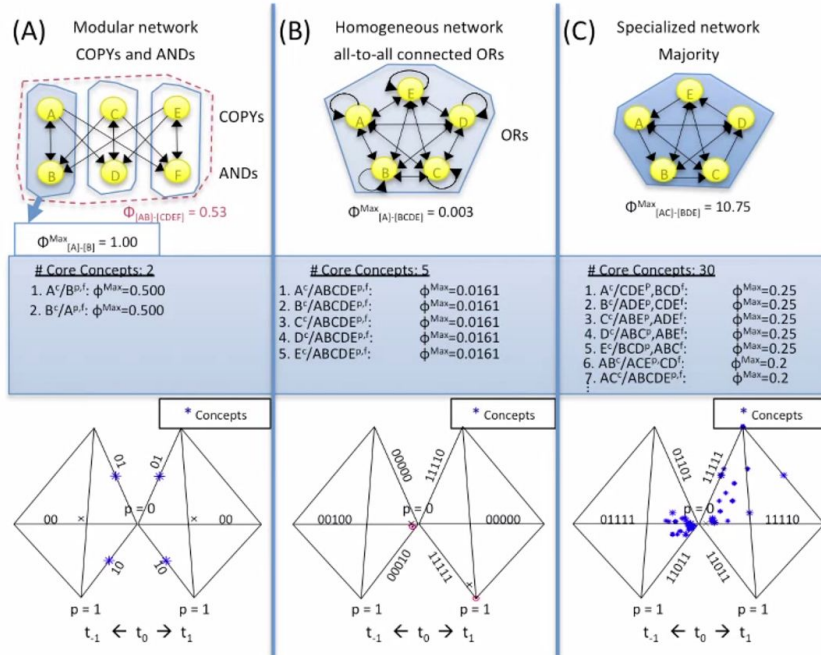 (A)
Modular network
COPYs and ANDs
A
C
E
COPYs
B
D
F
ANDs
Φ[AB]-[CDEF] = 0.53
ΦMax[A]-[B] = 1.00
# Core Concepts: 2
1. Ac/Bp,f: ϕMax=0.500
2. Bc/Ap,f: ϕMax=0.500
* Concepts
01
01
p = 0
00
00
10
10
p = 1
p = 1
t-1 ← t0 → t1
(B)
Homogeneous network
all-to-all connected ORs
E
A
D
ORs
B
C
ΦMax[A]-[BCDE] = 0.003
# Core Concepts: 5
1. Ac/ABCDEp,f: ϕMax=0.0161
2. Bc/ABCDEp,f: ϕMax=0.0161
3. Cc/ABCDEp,f: ϕMax=0.0161
4. Dc/ABCDEp,f: ϕMax=0.0161
5. Ec/ABCDEp,f: ϕMax=0.0161
* Concepts
00000
11110
p = 0
00100
00000
00010
11111
p = 1
p = 1
t-1 ← t0 → t1
(C)
Specialized network
Majority
E
A
D
B
C
ΦMax[AC]-[BDE] = 10.75
# Core Concepts: 30
1. Ac/CDEp,BCDf: ϕMax=0.25
2. Bc/ADEp,CDEf: ϕMax=0.25
3. Cc/ABEp,ADEf: ϕMax=0.25
4. Dc/ABCp,ABEf: ϕMax=0.25
5. Ec/BCDp,ABCf: ϕMax=0.25
6. ABc/ACEp,CDf: ϕMax=0.2
7. ACc/ABCDEp,f: ϕMax=0.2
⋮
* Concepts
01101
11111
p = 0
01111
11110
11011
11011
p = 1
p = 1
t-1 ← t0 → t1